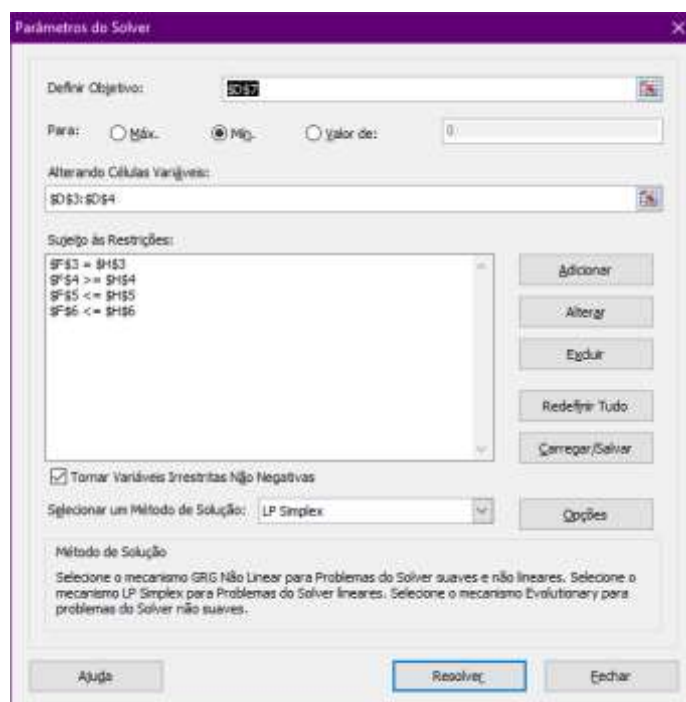 Parâmetros do Solver
Definir Objetivo: $D$7
Para: Máx. Mín. Valor de: 0
Alterando Células Variáveis:
$D$3:$D$4
Sujeito às Restrições:
$F$3 = $H$3
$F$4 >= $H$4
$F$5 <= $H$5
$F$6 <= $H$6
Adicionar
Alterar
Excluir
Redefinir Tudo
Carregar/Salvar
Tornar Variáveis Irrestritas Não Negativas
Selecionar um Método de Solução: LP Simplex
Opções
Método de Solução
Selecione o mecanismo GRG Não Linear para Problemas do Solver suaves e não lineares. Selecione o
mecanismo LP Simplex para Problemas do Solver lineares. Selecione o mecanismo Evolutionary para
problemas do Solver não suaves.
Ajuda Resolver Fechar